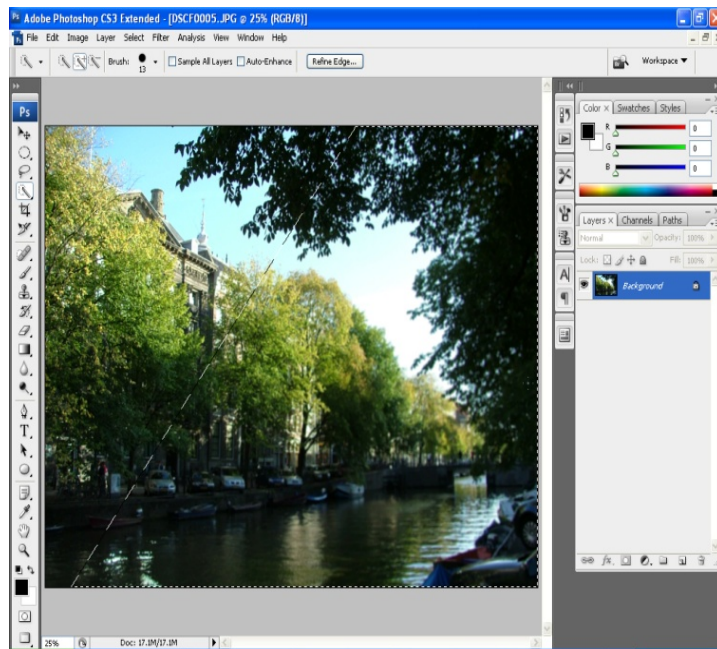 Adobe Photoshop CS3 Extended - [DSCF0005.JPG @ 25% (RGB/8)]
File Edit Image Layer Select Filter Analysis View Window Help
Brush: 13 Sample All Layers Auto-Enhance Refine Edge... Workspace ▼
Ps
Color × Swatches Styles
R 0
G 0
B 0
Layers × Channels Paths
Normal Opacity: 100%
Lock: Fill: 100%
Background
T
A
25% Doc: 17.1M/17.1M